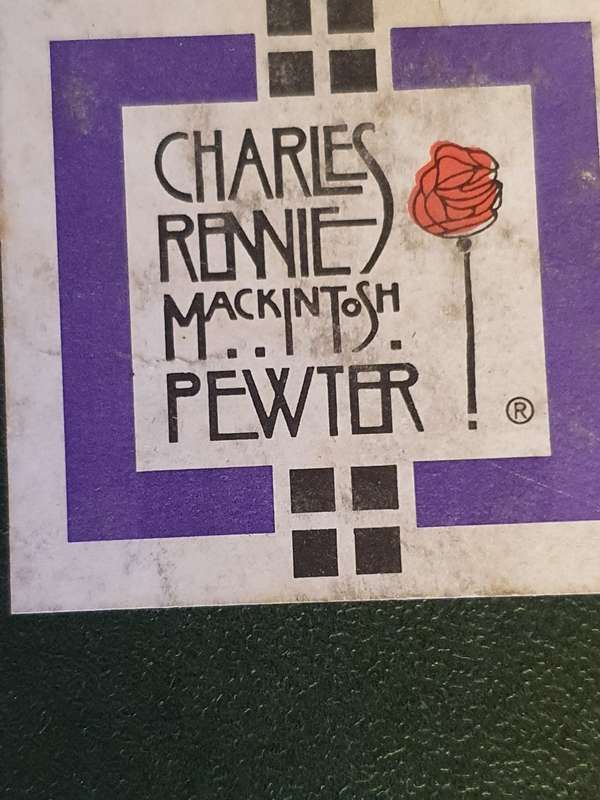 CHARLES
RENNIE
MACKINTOSH
PEWTER
®